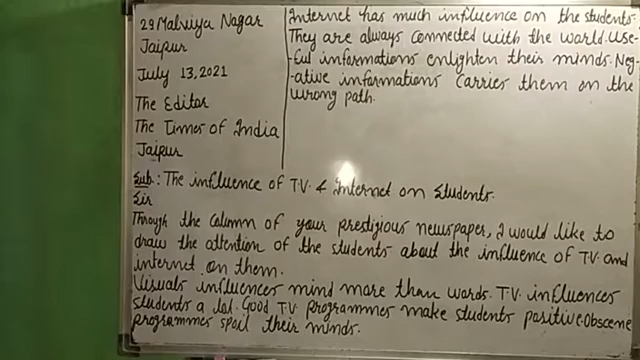 29 Malviya Nagar
Jaipur
July 13,2021
The Editor
The Times of India
Jaipur
Sub: The influence of T.V. & Internet on Students.
Sir
Through the Column of your prestigious newspaper, I would like to
draw the attention of the students about the influence of T.V. and
internet on them.
Visuals influences mind more than words. T.V. influences
students a lot. Good T.V. programmes make students positive. Obscene
programmes spoil their minds.
Internet has much influence on the students.
They are always connected with the world. Use-
-ful informations enlighten their minds. Neg-
-ative informations Carries them on the
wrong path.